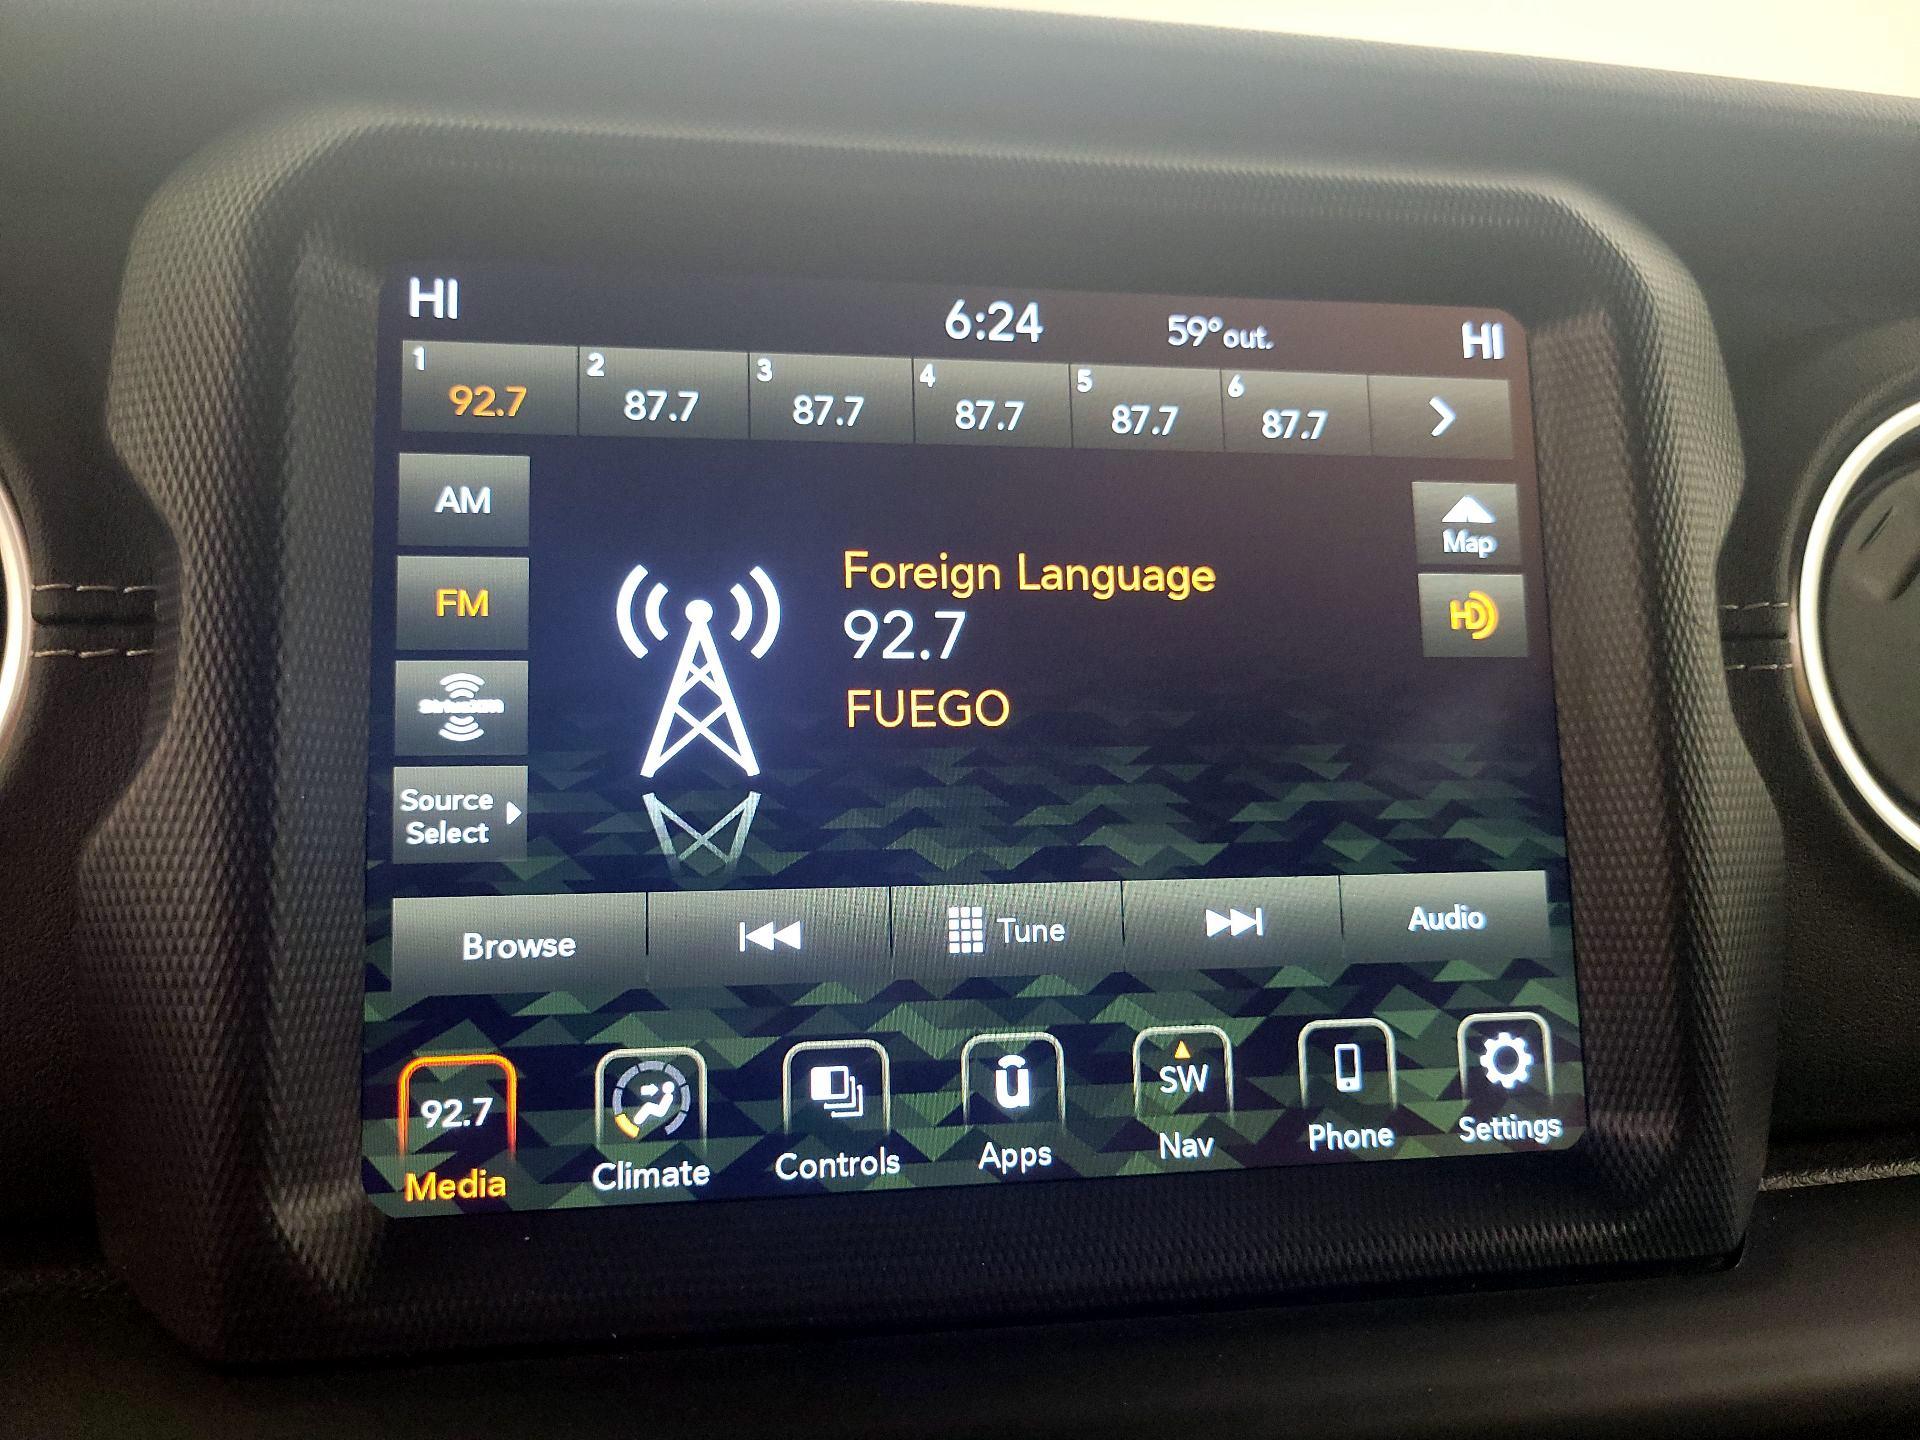 HI 6:24 59° out. HI
1 92.7 2 87.7 3 87.7 4 87.7 5 87.7 6 87.7
AM
FM
SiriusXM
Source
Select
Foreign Language
92.7
FUEGO
Map
HD
Browse Tune Audio
92.7 SW
Media Climate Controls Apps Nav Phone Settings